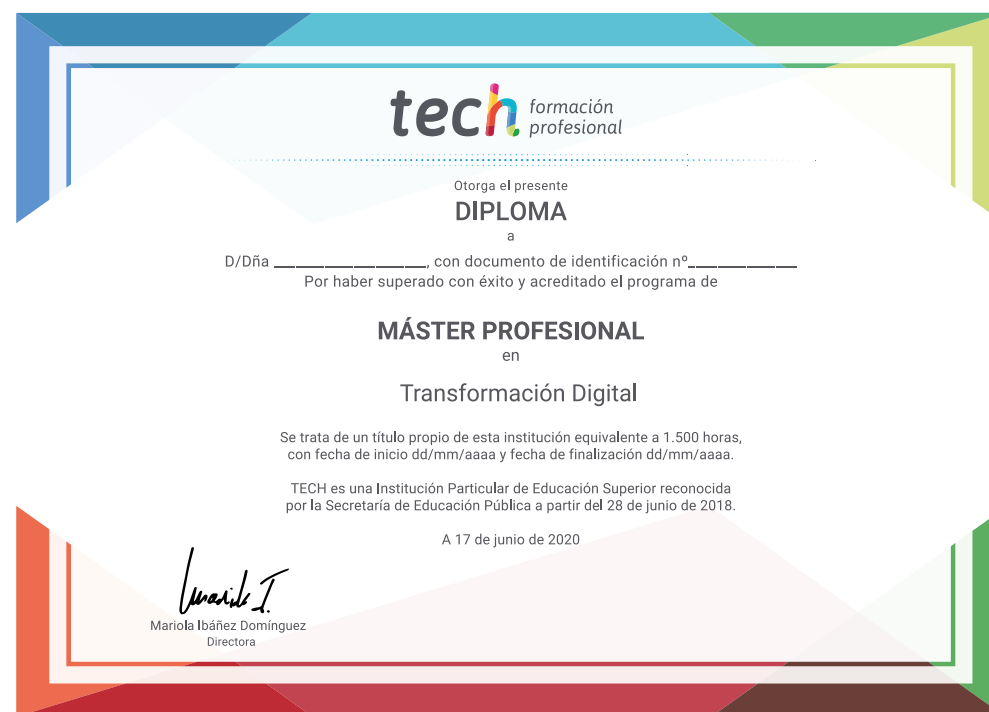 tech formación
profesional
Otorga el presente
DIPLOMA
a
D/Dña ____________________, con documento de identificación nº______________
Por haber superado con éxito y acreditado el programa de
MÁSTER PROFESIONAL
en
Transformación Digital
Se trata de un título propio de esta institución equivalente a 1.500 horas,
con fecha de inicio dd/mm/aaaa y fecha de finalización dd/mm/aaaa.
TECH es una Institución Particular de Educación Superior reconocida
por la Secretaría de Educación Pública a partir del 28 de junio de 2018.
A 17 de junio de 2020
Mariola Ibáñez Domínguez
Directora